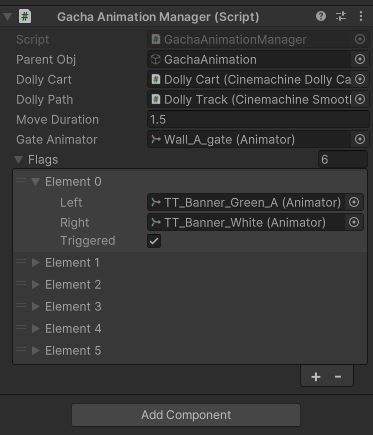 Gacha Animation Manager (Script)
Script GachaAnimationManager
Parent Obj GachaAnimation
Dolly Cart Dolly Cart (Cinemachine Dolly Ca
Dolly Path Dolly Track (Cinemachine Smootl
Move Duration 1.5
Gate Animator Wall_A_gate (Animator)
Flags 6
Element 0
Left TT_Banner_Green_A (Animator)
Right TT_Banner_White (Animator)
Triggered
Element 1
Element 2
Element 3
Element 4
Element 5
+ -
Add Component